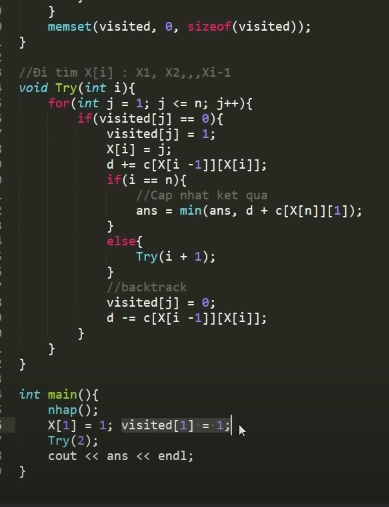 }
memset(visited, 0, sizeof(visited));
}
//Đi tìm X[i] : X1, X2,,,Xi-1
void Try(int i){
for(int j = 1; j <= n; j++){
if(visited[j] == 0){
visited[j] = 1;
X[i] = j;
d += c[X[i -1]][X[i]];
if(i == n){
//Cap nhat ket qua
ans = min(ans, d + c[X[n]][1]);
}
else{
Try(i + 1);
}
//backtrack
visited[j] = 0;
d -= c[X[i -1]][X[i]];
}
}
}
int main(){
nhap();
X[1] = 1; visited[1] = 1;
Try(2);
cout << ans << endl;
}